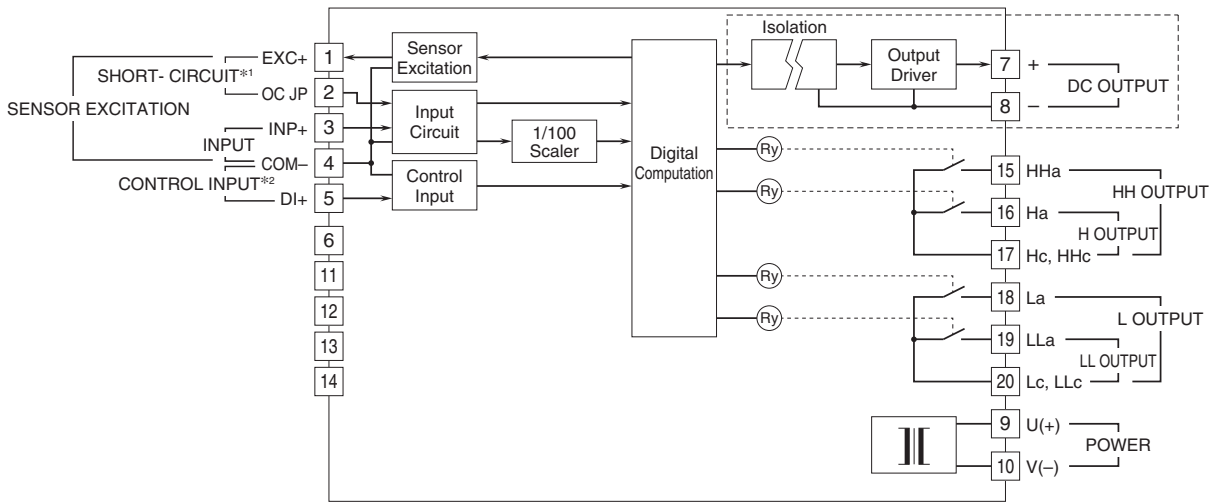 Isolation
EXC+ 1
Sensor
Excitation
SHORT- CIRCUIT*1
OC JP 2
SENSOR EXCITATION
INP+ 3
Input
Circuit
INPUT
COM– 4
1/100
Scaler
CONTROL INPUT*2
DI+ 5
Control
Input
6
11
12
13
14
Digital
Computation
Output
Driver
7 +
DC OUTPUT
8 –
Ry
Ry
Ry
Ry
15 HHa
HH OUTPUT
16 Ha
H OUTPUT
17 Hc, HHc
18 La
L OUTPUT
19 LLa
LL OUTPUT
20 Lc, LLc
9 U(+)
POWER
10 V(–)